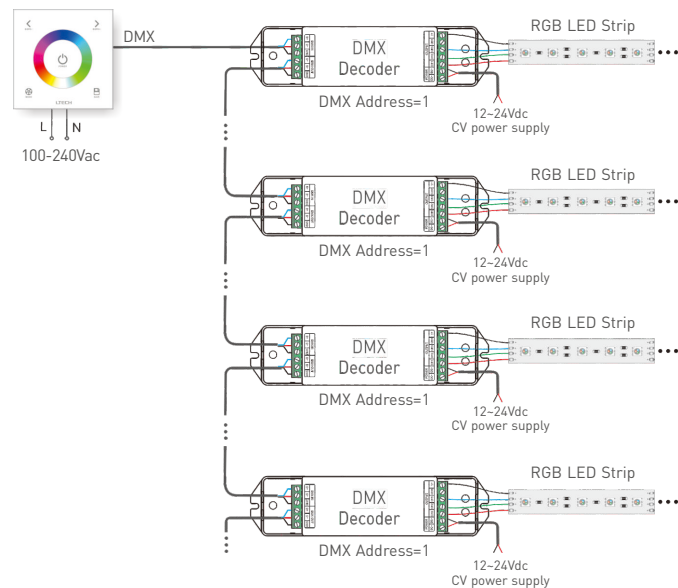 DMX
LTECH
L
N
100-240Vac
DMX
Decoder
DMX Address=1
RGB LED Strip
12~24Vdc
CV power supply
DMX
Decoder
DMX Address=1
RGB LED Strip
12~24Vdc
CV power supply
DMX
Decoder
DMX Address=1
RGB LED Strip
12~24Vdc
CV power supply
DMX
Decoder
DMX Address=1
RGB LED Strip
12~24Vdc
CV power supply